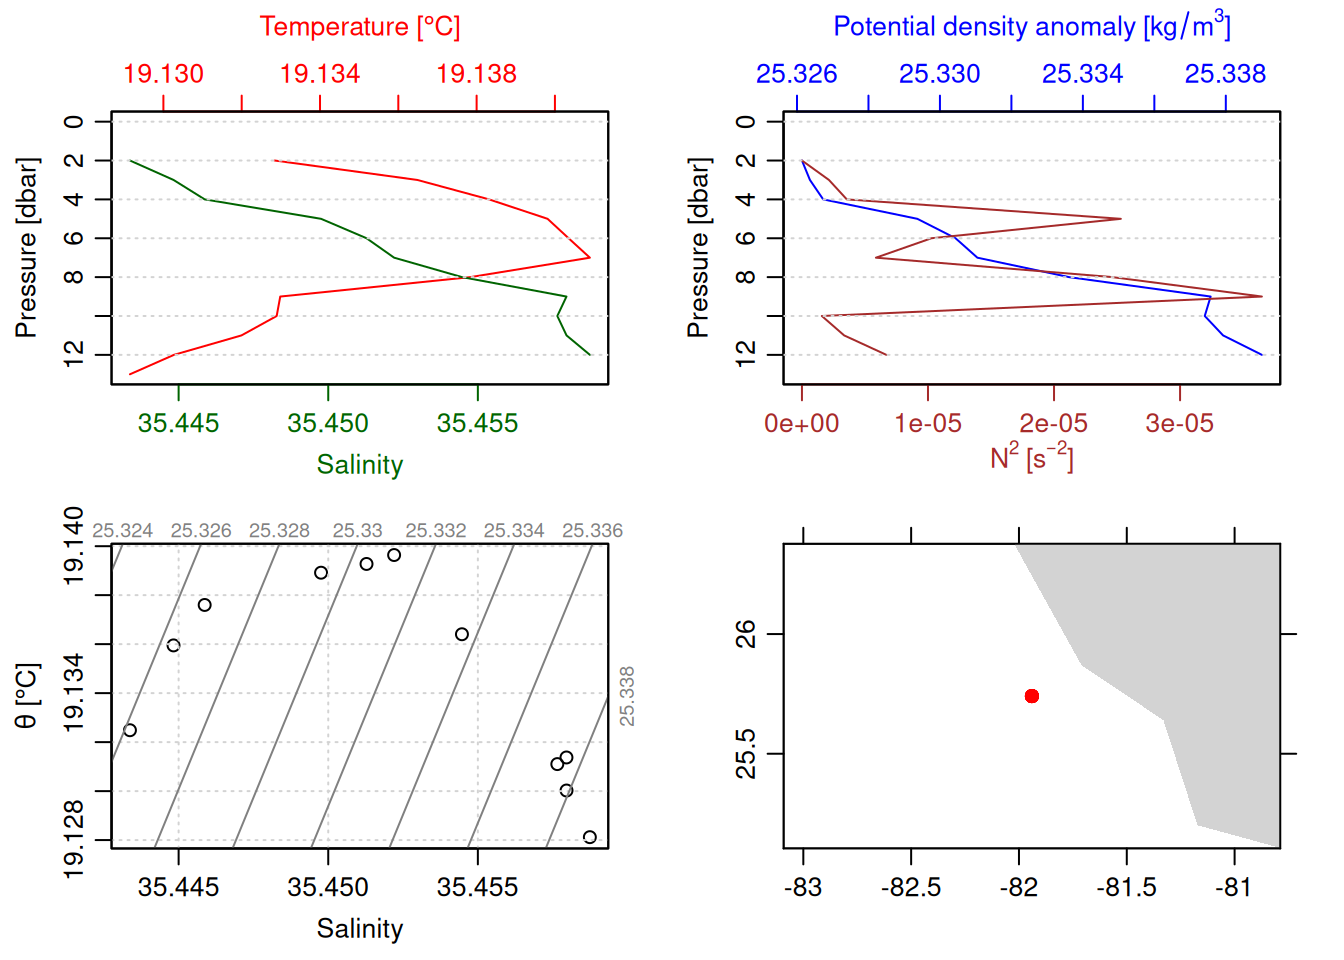 Temperature [°C]
19.130 19.134 19.138
0
2
4
6
8
12
Pressure [dbar]
35.445 35.450 35.455
Salinity
Potential density anomaly [kg/m³]
25.326 25.330 25.334 25.338
0
2
4
6
8
12
Pressure [dbar]
0e+00 1e-05 2e-05 3e-05
N² [s⁻²]
25.324 25.326 25.328 25.33 25.332 25.334 25.336
25.338
19.140
19.134
19.128
θ [°C]
35.445 35.450 35.455
Salinity
26
25.5
-83 -82.5 -82 -81.5 -81